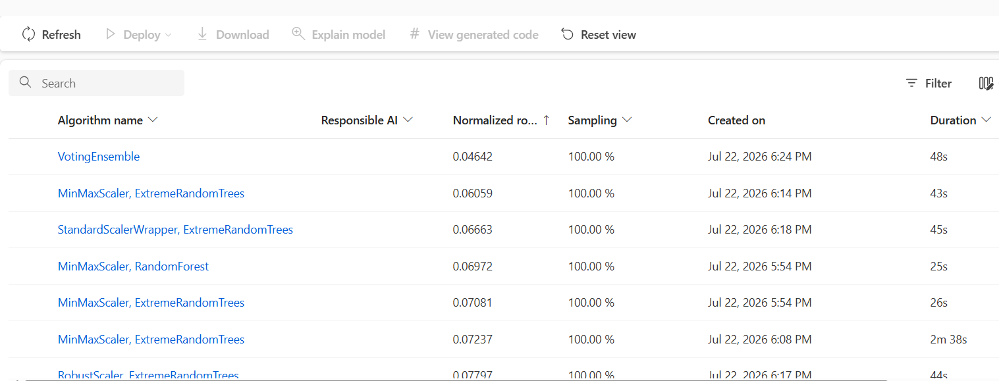 Refresh Deploy Download Explain model # View generated code Reset view
Search Filter
Algorithm name Responsible AI Normalized ro... ↑ Sampling Created on Duration
VotingEnsemble 0.04642 100.00 % Jul 22, 2026 6:24 PM 48s
MinMaxScaler, ExtremeRandomTrees 0.06059 100.00 % Jul 22, 2026 6:14 PM 43s
StandardScalerWrapper, ExtremeRandomTrees 0.06663 100.00 % Jul 22, 2026 6:18 PM 45s
MinMaxScaler, RandomForest 0.06972 100.00 % Jul 22, 2026 5:54 PM 25s
MinMaxScaler, ExtremeRandomTrees 0.07081 100.00 % Jul 22, 2026 5:54 PM 26s
MinMaxScaler, ExtremeRandomTrees 0.07237 100.00 % Jul 22, 2026 6:08 PM 2m 38s
RobustScaler, ExtremeRandomTrees 0.07797 100.00 % Jul 22, 2026 6:17 PM 44s